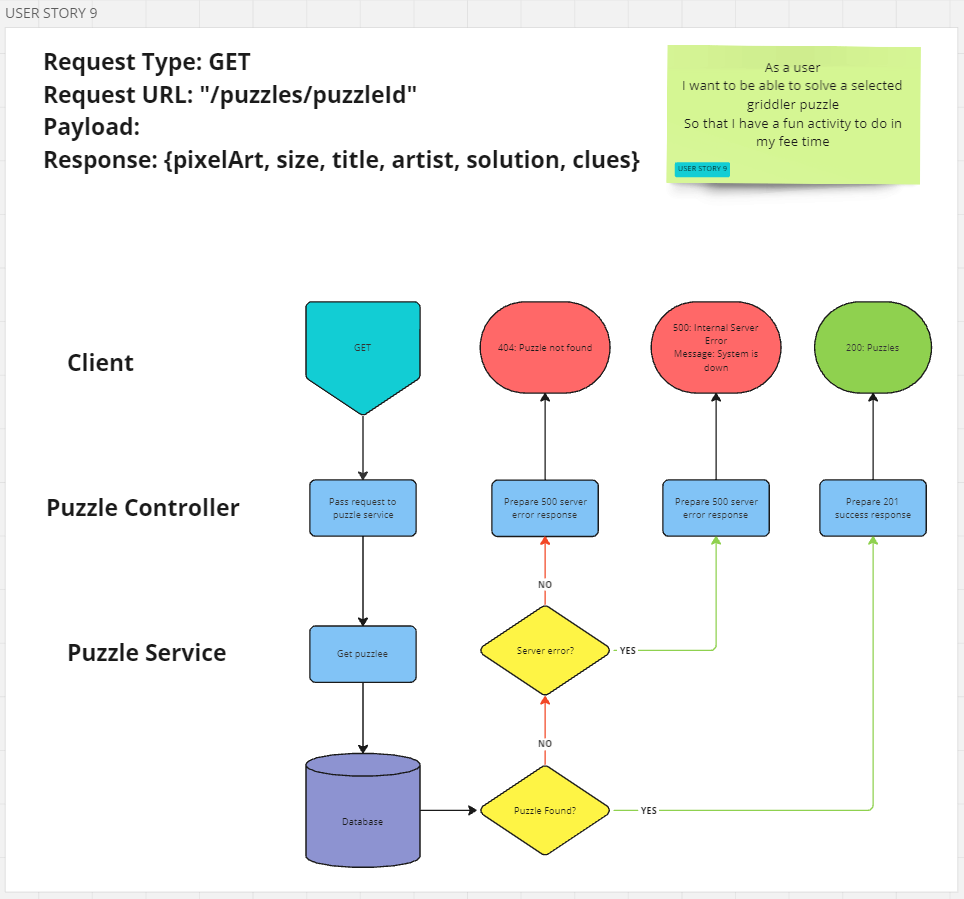 USER STORY 9
Request Type: GET
Request URL: "/puzzles/puzzleId"
Payload:
Response: {pixelArt, size, title, artist, solution, clues}
As a user
I want to be able to solve a selected
griddler puzzle
So that I have a fun activity to do in
my fee time
USER STORY 9
Client
GET
404: Puzzle not found
500: Internal Server
Error
Message: System is
down
200: Puzzles
Puzzle Controller
Pass request to
puzzle service
Prepare 500 server
error response
Prepare 500 server
error response
Prepare 201
success response
NO
Puzzle Service
Get puzzlee
Server error?
YES
NO
Database
Puzzle Found?
YES